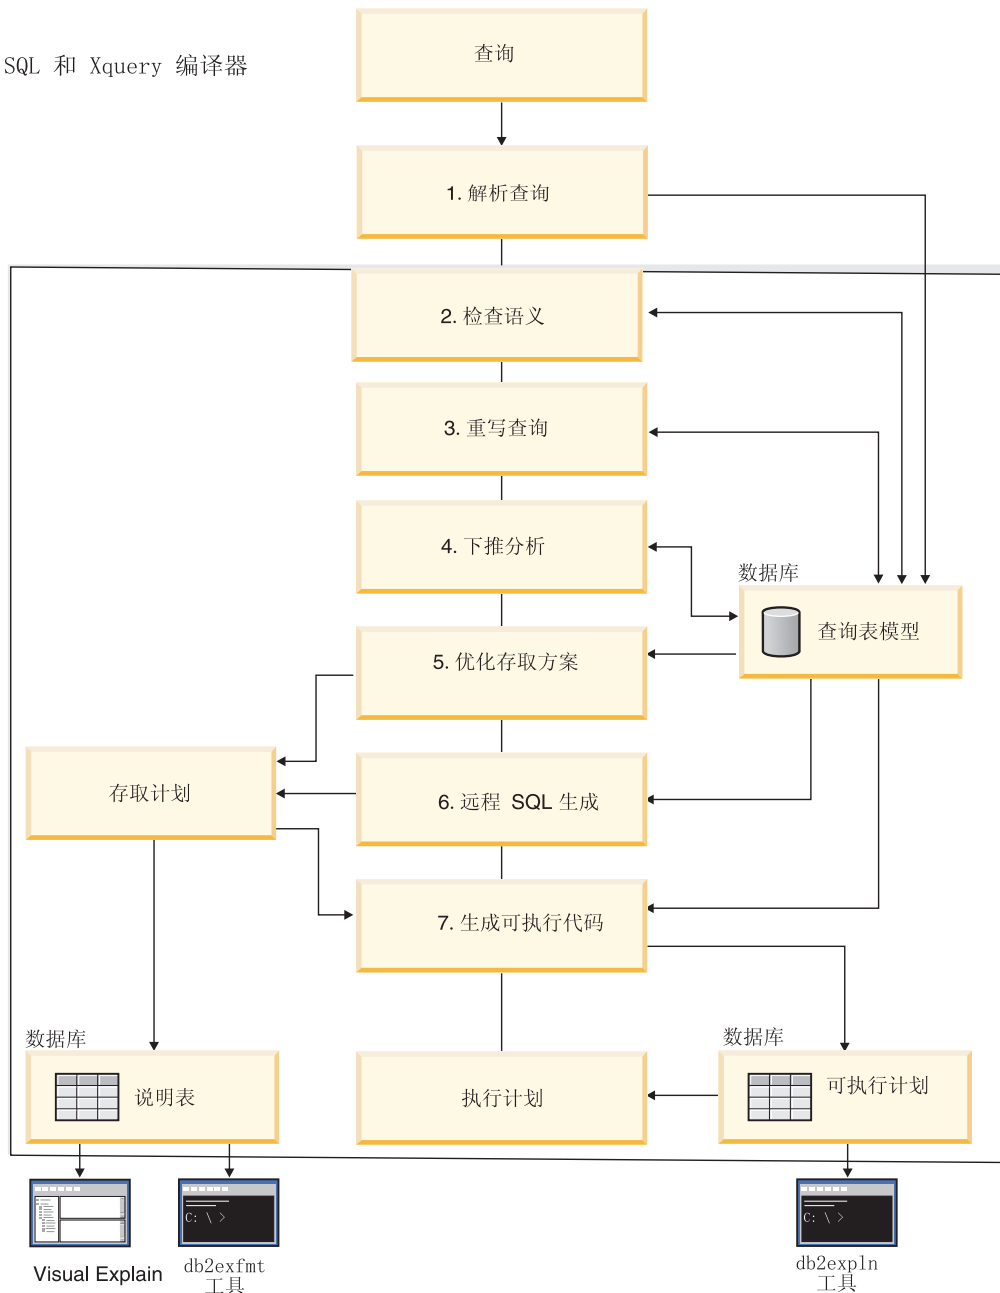 查询
SQL 和 Xquery 编译器
1. 解析查询
2. 检查语义
3. 重写查询
4. 下推分析
数据库
查询表模型
5. 优化存取方案
存取计划
6. 远程 SQL 生成
7. 生成可执行代码
数据库
说明表
执行计划
数据库
可执行计划
C: \ >
C: \ >
Visual Explain
db2exfmt
工具
db2expln
工具